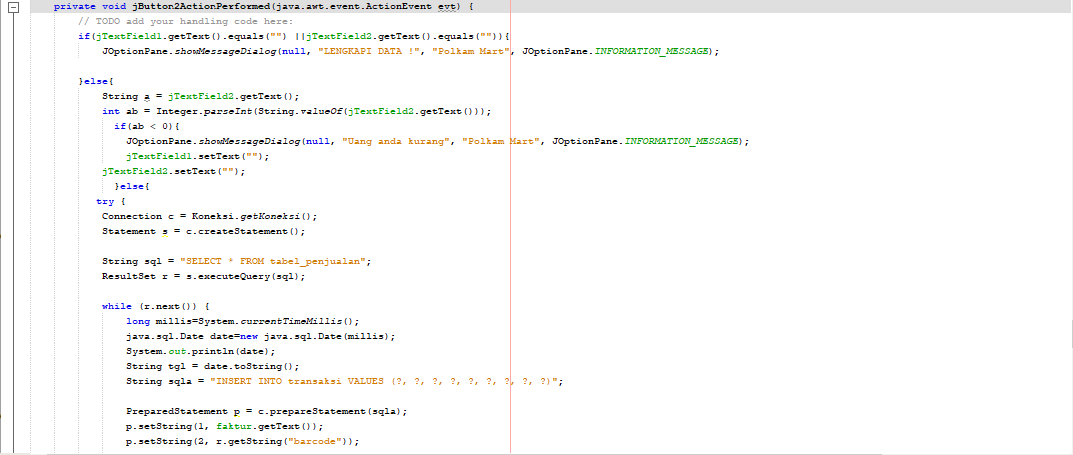 private void jButton2ActionPerformed(java.awt.event.ActionEvent evt) {
// TODO add your handling code here:
if(jTextField1.getText().equals("") ||jTextField2.getText().equals("")){
JOptionPane.showMessageDialog(null, "LENGKAPI DATA !", "Polkam Mart", JOptionPane.INFORMATION_MESSAGE);
}else{
String a = jTextField2.getText();
int ab = Integer.parseInt(String.valueOf(jTextField2.getText()));
if(ab < 0){
JOptionPane.showMessageDialog(null, "Uang anda kurang", "Polkam Mart", JOptionPane.INFORMATION_MESSAGE);
jTextField1.setText("");
jTextField2.setText("");
}else{
try {
Connection c = Koneksi.getKoneksi();
Statement s = c.createStatement();
String sql = "SELECT * FROM tabel_penjualan";
ResultSet r = s.executeQuery(sql);
while (r.next()) {
long millis=System.currentTimeMillis();
java.sql.Date date=new java.sql.Date(millis);
System.out.println(date);
String tgl = date.toString();
String sqla = "INSERT INTO transaksi VALUES (?, ?, ?, ?, ?, ?, ?, ?, ?)";
PreparedStatement p = c.prepareStatement(sqla);
p.setString(1, faktur.getText());
p.setString(2, r.getString("barcode"));